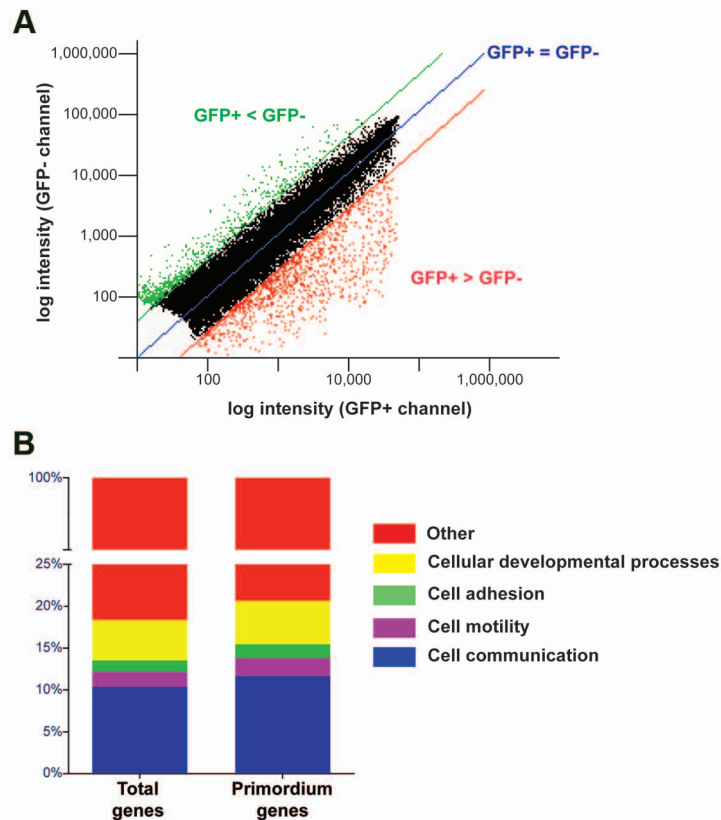 A
1,000,000
GFP+ = GFP-
100,000
GFP+ < GFP-
10,000
1,000
GFP+ > GFP-
100
log intensity (GFP- channel)
100
10,000
1,000,000
log intensity (GFP+ channel)
B
100%
25%
20%
15%
10%
5%
0%
Other
Cellular developmental processes
Cell adhesion
Cell motility
Cell communication
Total
genes
Primordium
genes